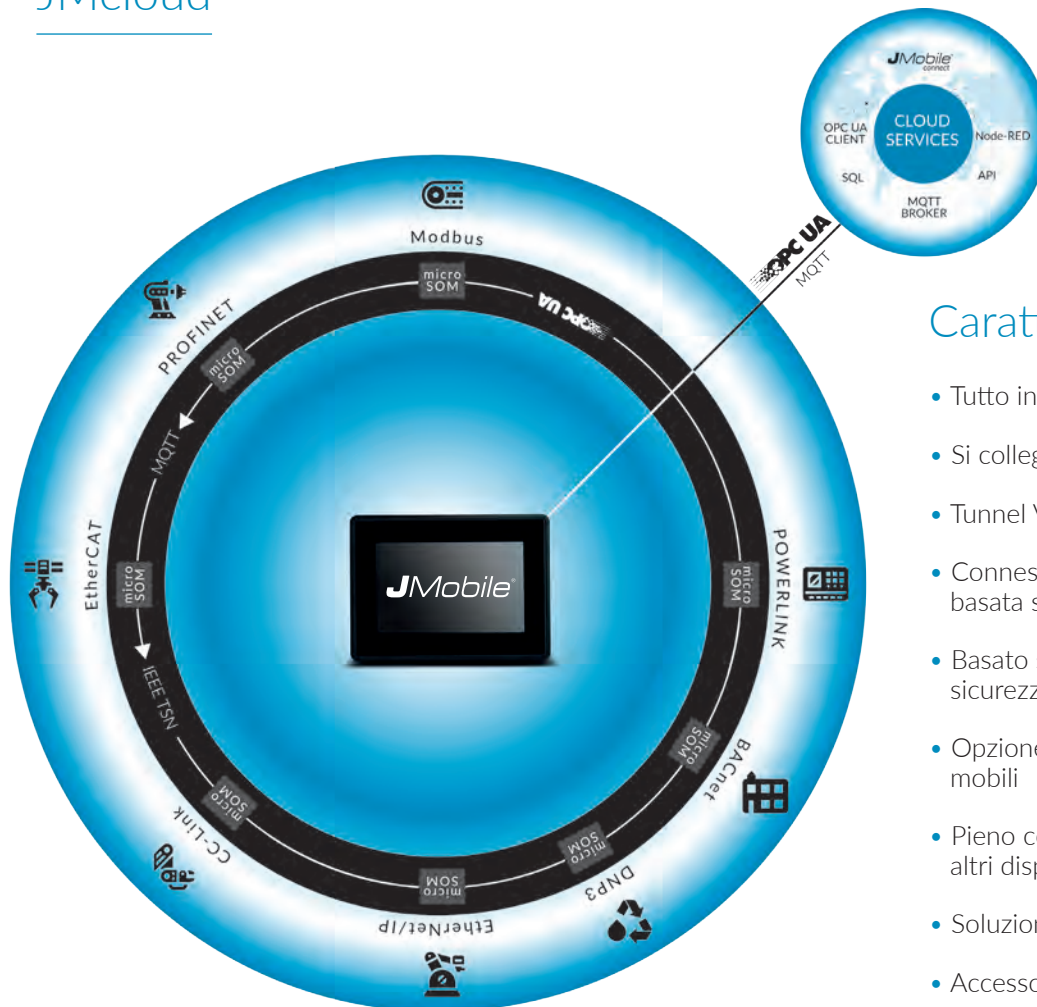 JMcloud
JMobile
connect
OPC UA
CLIENT
CLOUD
SERVICES
Node-RED
SQL
API
MQTT
BROKER
OPC UA
MQTT
Modbus
micro
SOM
OPC UA
PROFINET
micro
SOM
MQTT
EtherCAT
micro
SOM
IEEE TSN
CC-Link
micro
SOM
EtherNet/IP
micro
SOM
DNP3
micro
SOM
BACnet
micro
SOM
POWERLINK
micro
SOM
JMobile
Carat
• Tutto in
• Si colleg
• Tunnel
• Connes
basata s
• Basato
sicurezz
• Opzione
mobili
• Pieno c
altri disp
• Soluzion
• Accesso